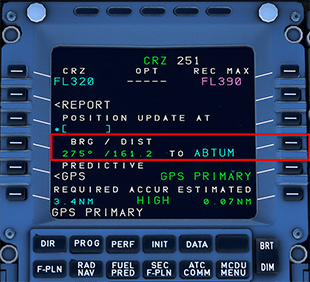 CRZ 251
CRZ OPT REC MAX
FL320 ----- FL390
<REPORT
POSITION UPDATE AT
*[ ]
BRG / DIST
275° /161.2 TO ABTUM
PREDICTIVE
<GPS GPS PRIMARY
REQUIRED ACCUR ESTIMATED
3.4NM HIGH 0.07NM
GPS PRIMARY
DIR PROG PERF INIT DATA BRT
F-PLN RAD NAV FUEL PRED SEC F-PLN ATC COMM MCDU MENU DIM